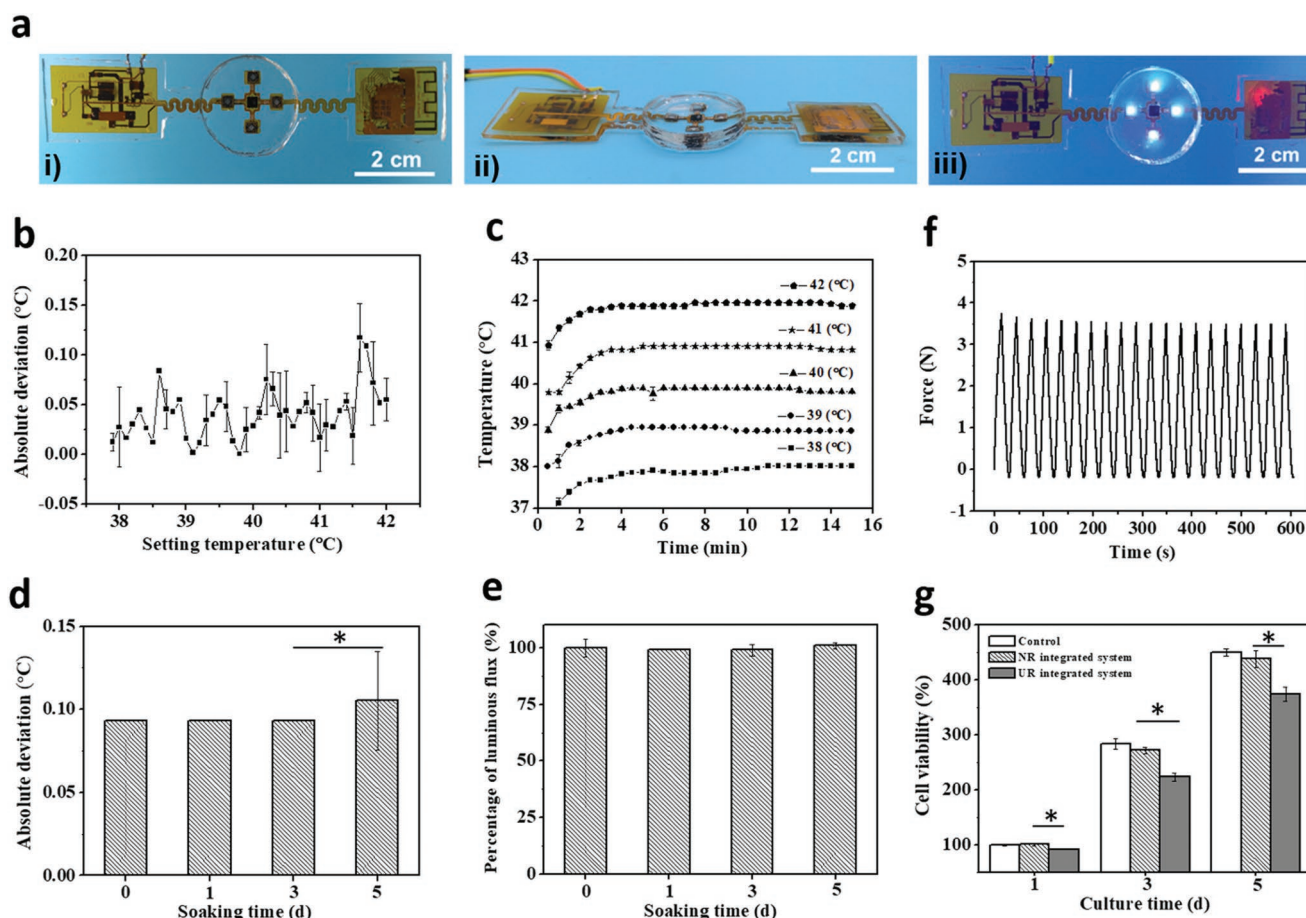 a
i)
2 cm
ii)
2 cm
iii)
2 cm
b
Absolute deviation (°C)
0.20
0.15
0.10
0.05
0.00
-0.05
38
39
40
41
42
Setting temperature (°C)
c
Temperature (°C)
43
42
41
40
39
38
37
42 (°C)
41 (°C)
40 (°C)
39 (°C)
38 (°C)
0
2
4
6
8
10
12
14
16
Time (min)
f
Force (N)
5
4
3
2
1
0
-1
0
100
200
300
400
500
600
Time (s)
d
Absolute deviation (°C)
0.15
0.10
0.05
0.00
*
0
1
3
5
Soaking time (d)
e
Percentage of luminous flux (%)
125
100
75
50
25
0
0
1
3
5
Soaking time (d)
g
Cell viability (%)
500
400
300
200
100
Control
NR integrated system
UR integrated system
*
*
*
1
3
5
Culture time (d)